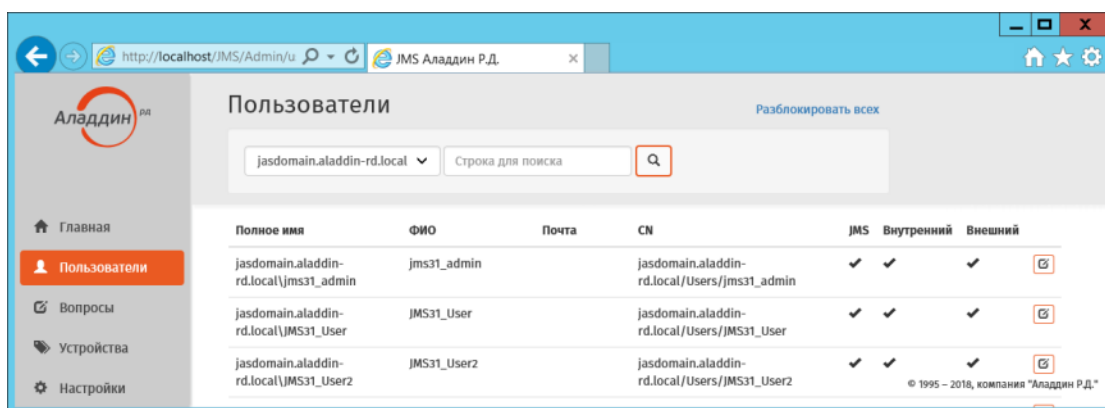 http://localhost/JMS/Admin/u
JMS Аладдин Р.Д.
Аладдин РД
Пользователи
Разблокировать всех
jasdomain.aladdin-rd.local
Строка для поиска
Главная
Пользователи
Вопросы
Устройства
Настройки
Полное имя ФИО Почта CN JMS Внутренний Внешний
jasdomain.aladdin- jms31_admin jasdomain.aladdin-
rd.local\jms31_admin rd.local/Users/jms31_admin
jasdomain.aladdin- JMS31_User jasdomain.aladdin-
rd.local\JMS31_User rd.local/Users/JMS31_User
jasdomain.aladdin- JMS31_User2 jasdomain.aladdin-
rd.local\JMS31_User2 rd.local/Users/JMS31_User2
© 1995 – 2018, компания "Аладдин Р.Д."